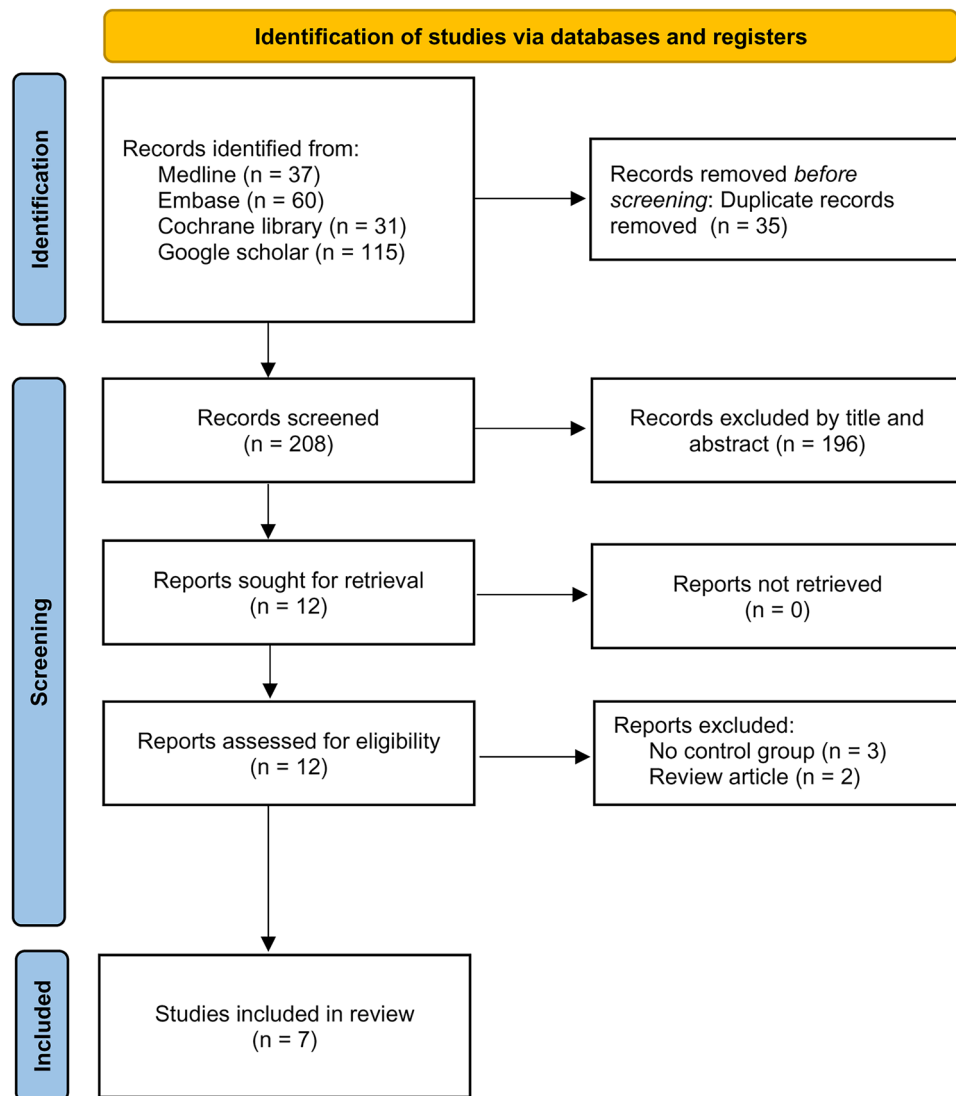 Identification of studies via databases and registers
Identification
Records identified from:
Medline (n = 37)
Embase (n = 60)
Cochrane library (n = 31)
Google scholar (n = 115)
Records removed before
screening: Duplicate records
removed (n = 35)
Screening
Records screened
(n = 208)
Records excluded by title and
abstract (n = 196)
Reports sought for retrieval
(n = 12)
Reports not retrieved
(n = 0)
Reports assessed for eligibility
(n = 12)
Reports excluded:
No control group (n = 3)
Review article (n = 2)
Included
Studies included in review
(n = 7)